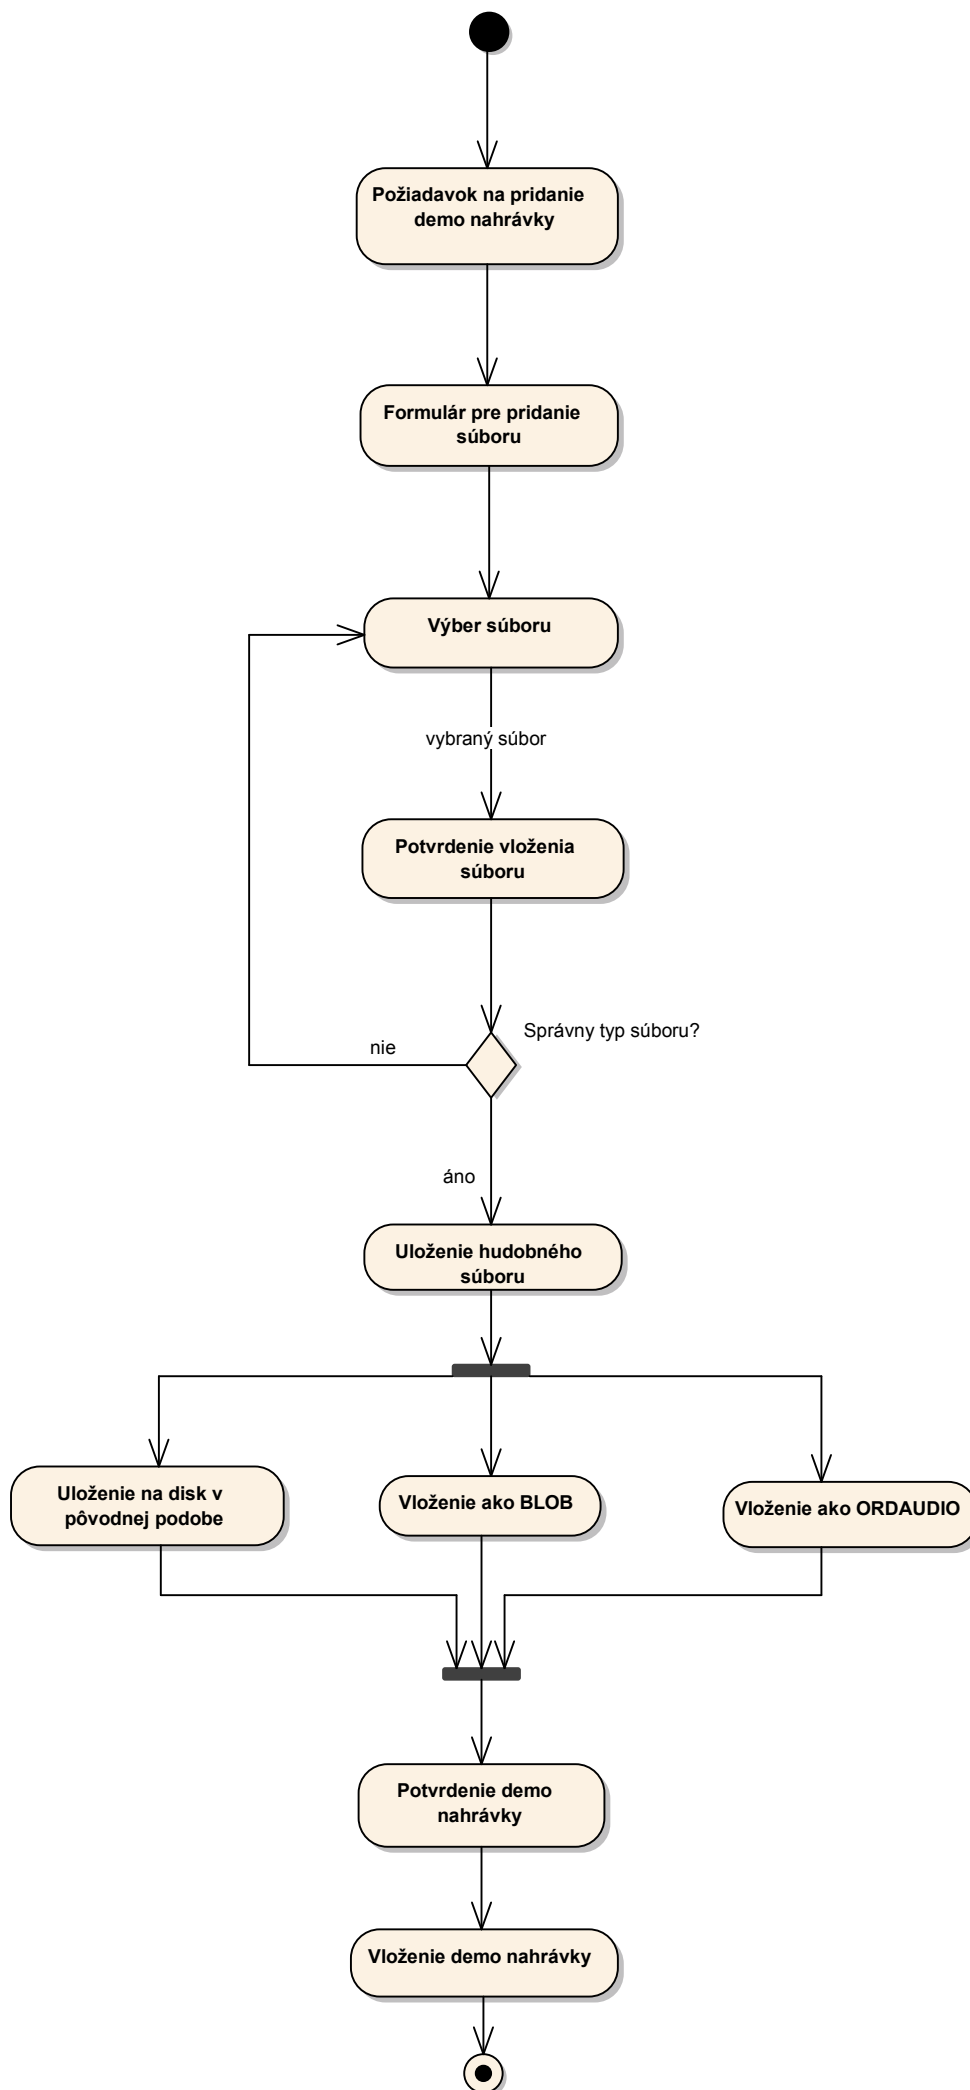 Požiadavok na pridanie
demo nahrávky
Formulár pre pridanie
súboru
Výber súboru
vybraný súbor
Potvrdenie vloženia
súboru
Správny typ súboru?
nie
áno
Uloženie hudobného
súboru
Uloženie na disk v
pôvodnej podobe
Vloženie ako BLOB
Vloženie ako ORDAUDIO
Potvrdenie demo
nahrávky
Vloženie demo nahrávky